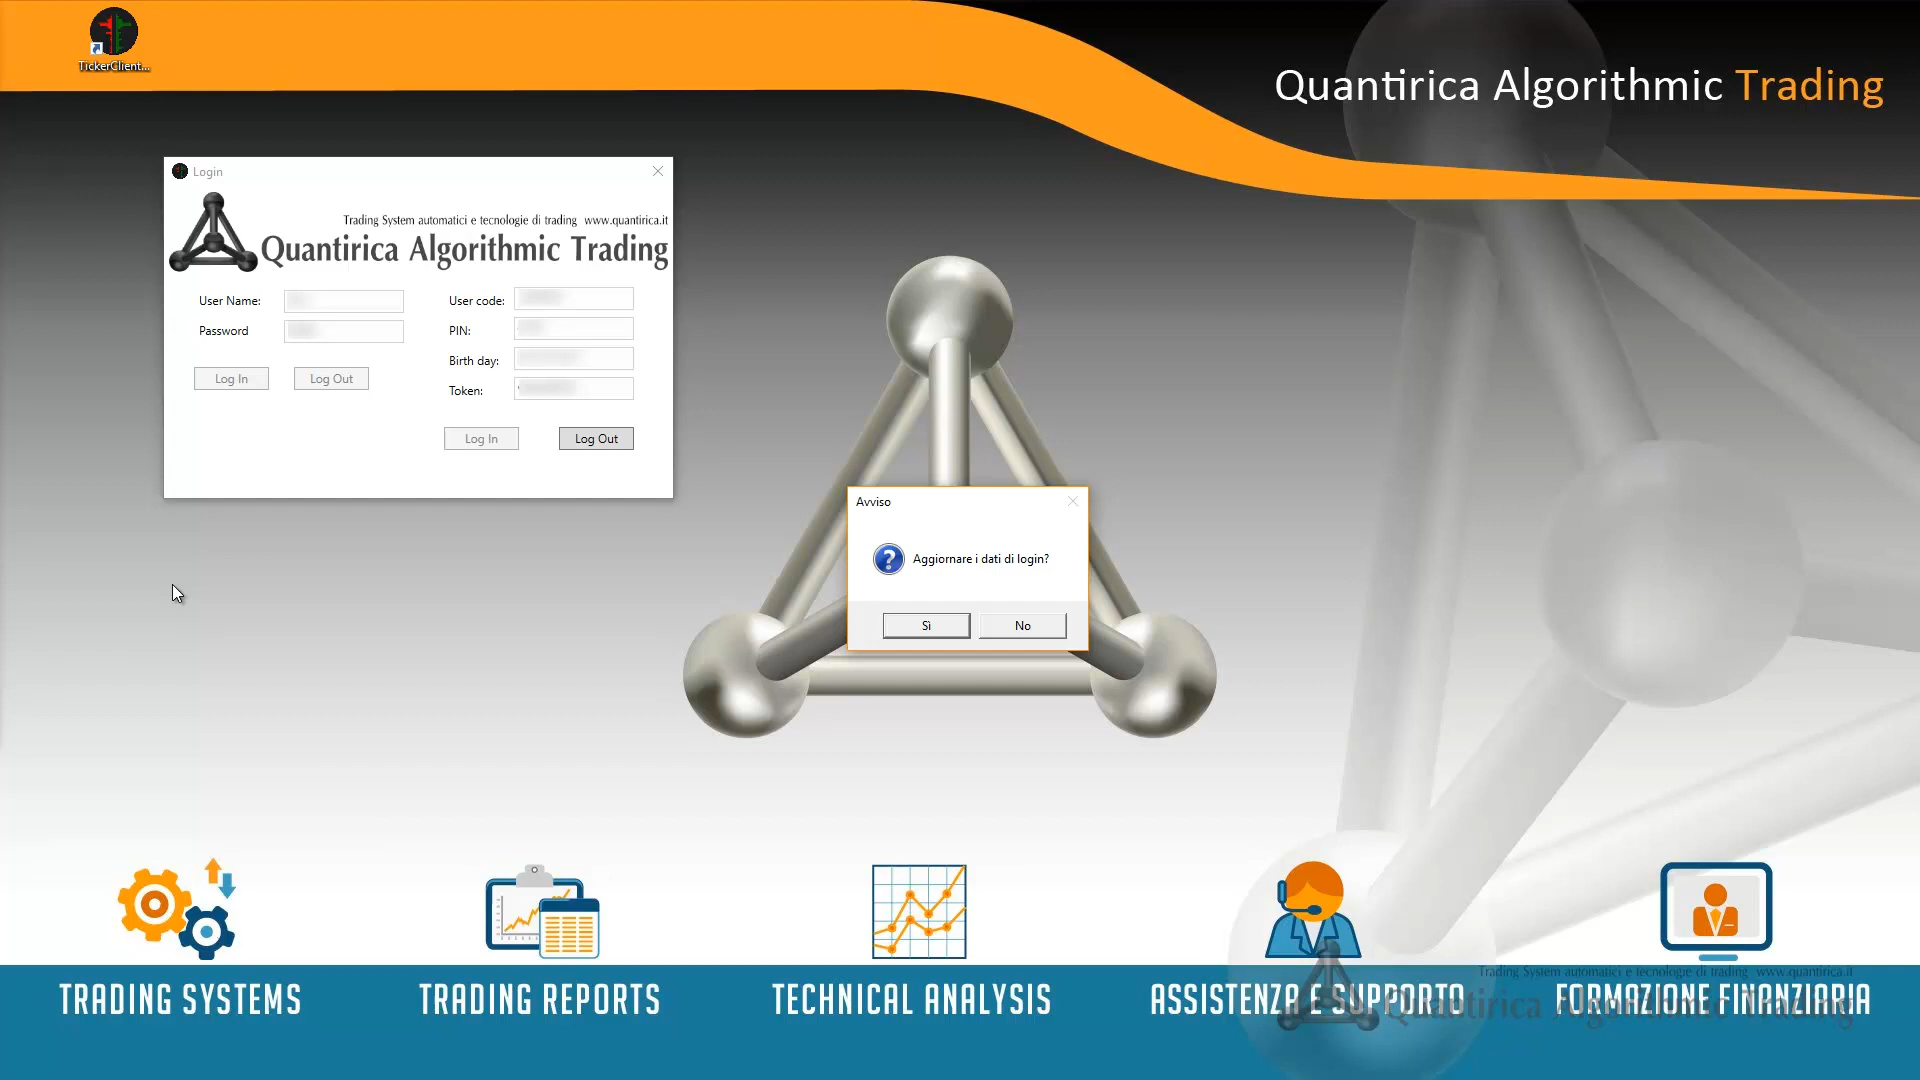 TickerClient...
Quantirica Algorithmic Trading
Login
Trading System automatici e tecnologie di trading www.quantirica.it
Quantirica Algorithmic Trading
User Name:
Password
Log In
Log Out
User code:
PIN:
Birth day:
Token:
Log In
Log Out
Avviso
Aggiornare i dati di login?
Sì
No
TRADING SYSTEMS
TRADING REPORTS
TECHNICAL ANALYSIS
ASSISTENZA E SUPPORTO
FORMAZIONE FINANZIARIA
Trading System automatici e tecnologie di trading www.quantirica.it
Quantirica Algorithmic Trading